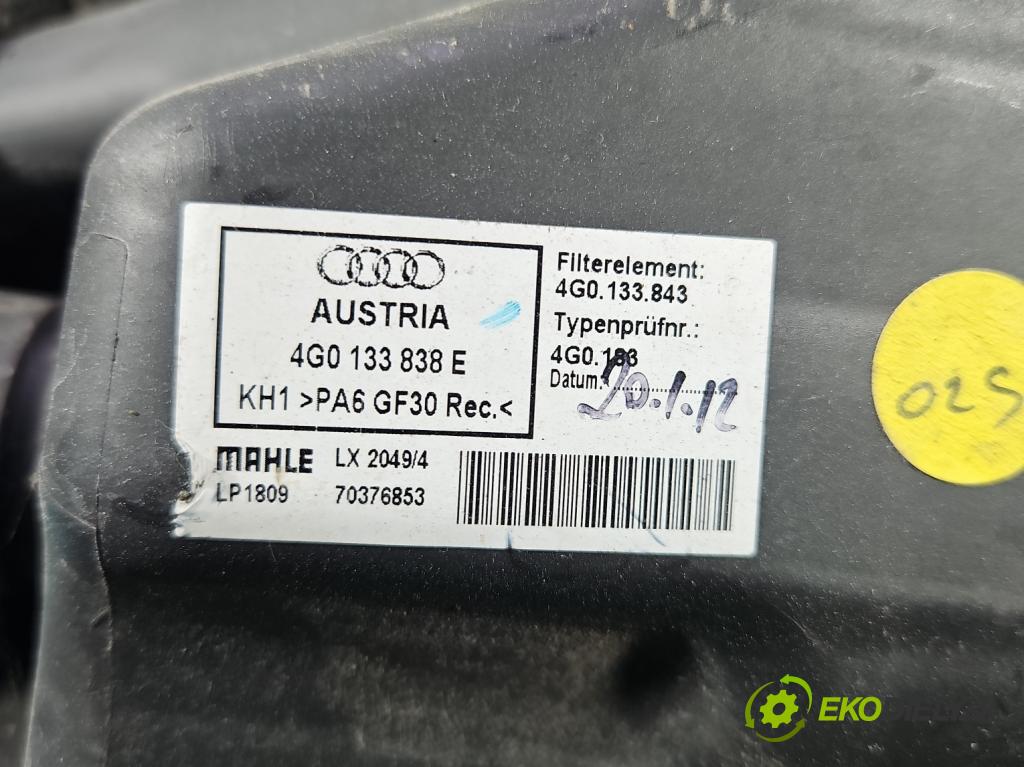 AUSTRIA
4G0 133 838 E
KH1 >PA6 GF30 Rec.<
Filterelement:
4G0.133.843
Typenprüfnr.:
4G0.133
Datum: 20.1.12
MAHLE LX 2049/4
LP1809 70376853
EKO